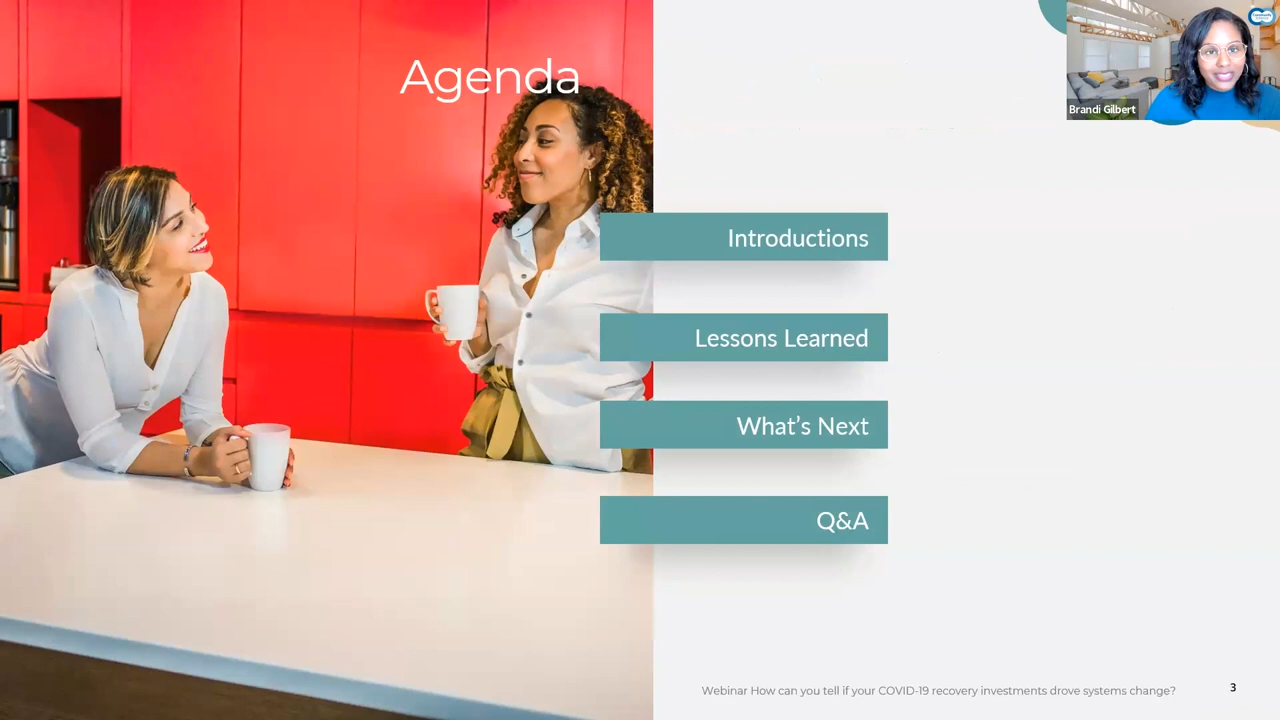 Agenda
Brandi Gilbert
Introductions
Lessons Learned
What's Next
Q&A
Webinar How can you tell if your COVID-19 recovery investments drove systems change?
3